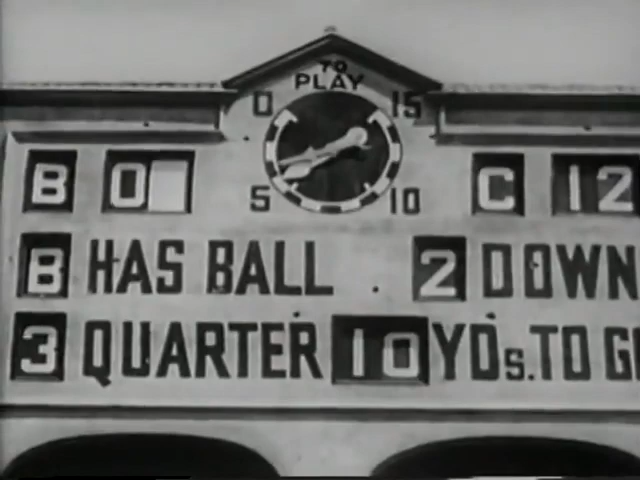 TO
PLAY
0 15
5 10
B 0 C 12
B HAS BALL . 2 DOWN
3 QUARTER 10 YDS. TO G